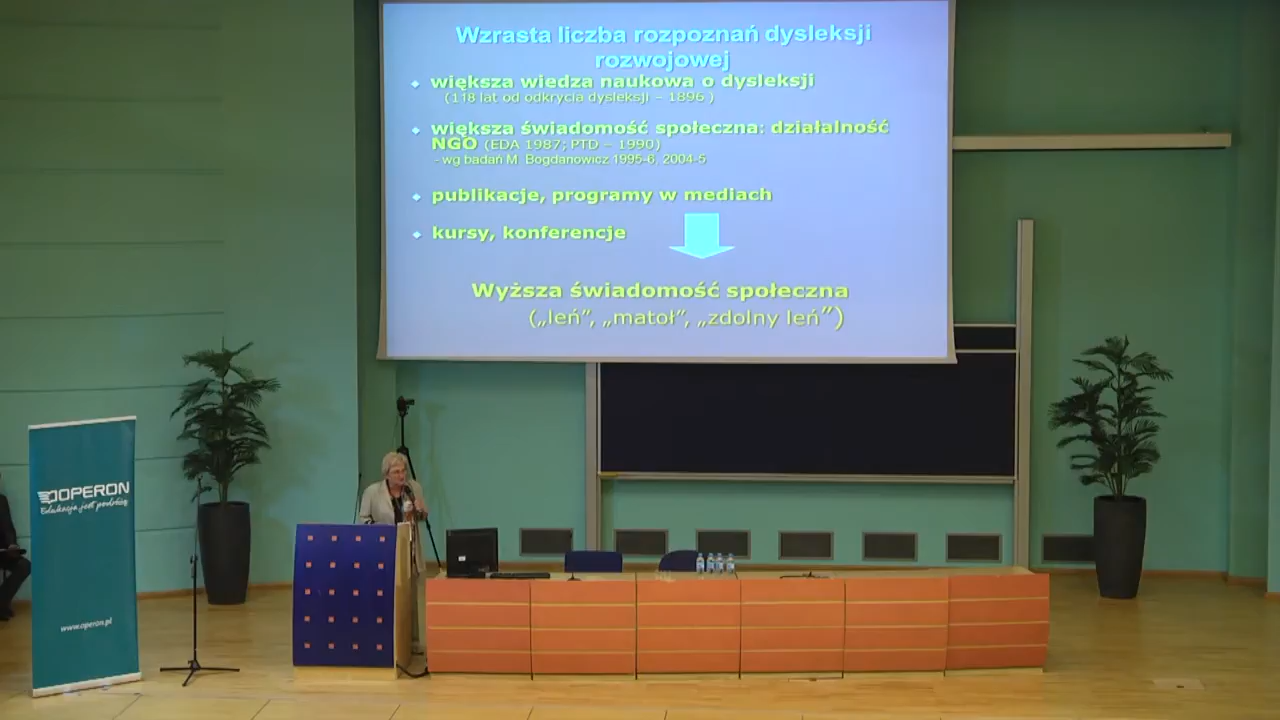 Wzrasta liczba rozpoznań dysleksji
rozwojowej
większa wiedza naukowa o dysleksji
(118 lat od odkrycia dysleksji – 1896 )
większa świadomość społeczna: działalność
NGO (EDA 1987; PTD – 1990)
- wg badań M. Bogdanowicz 1995-6, 2004-5
publikacje, programy w mediach
kursy, konferencje
Wyższa świadomość społeczna
(„leń”, „matoł”, „zdolny leń”)
OPERON
Edukacja jest podróżą
www.operon.pl